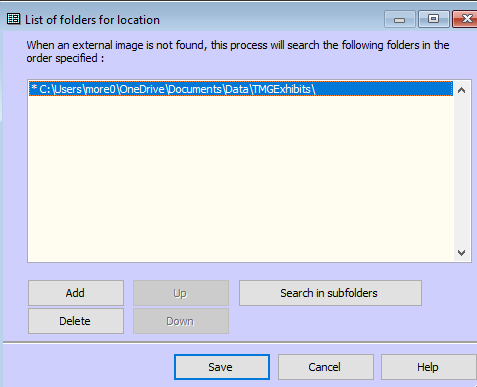 List of folders for location
When an external image is not found, this process will search the following folders in the
order specified :
* C:\Users\more0\OneDrive\Documents\Data\TMGExhibits\
Add Up Search in subfolders
Delete Down
Save Cancel Help